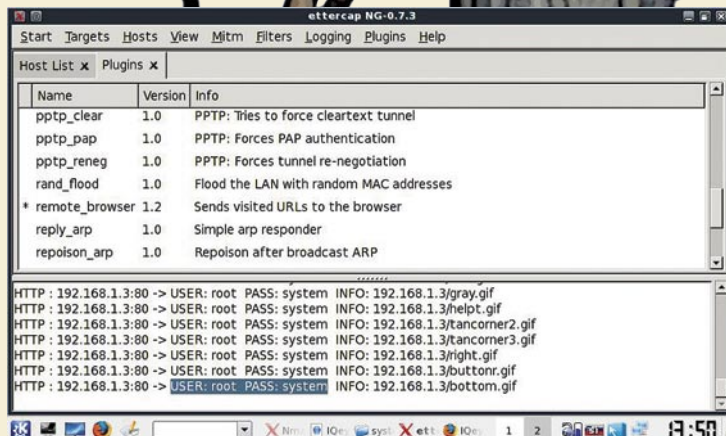 ettercap NG-0.7.3
Start Targets Hosts View Mitm Filters Logging Plugins Help
Host List x Plugins x
Name Version Info
pptp_clear 1.0 PPTP: Tries to force cleartext tunnel
pptp_pap 1.0 PPTP: Forces PAP authentication
pptp_reneg 1.0 PPTP: Forces tunnel re-negotiation
rand_flood 1.0 Flood the LAN with random MAC addresses
* remote_browser 1.2 Sends visited URLs to the browser
reply_arp 1.0 Simple arp responder
repoison_arp 1.0 Repoison after broadcast ARP
HTTP : 192.168.1.3:80 -> USER: root PASS: system INFO: 192.168.1.3/gray.gif
HTTP : 192.168.1.3:80 -> USER: root PASS: system INFO: 192.168.1.3/helpt.gif
HTTP : 192.168.1.3:80 -> USER: root PASS: system INFO: 192.168.1.3/tancorner2.gif
HTTP : 192.168.1.3:80 -> USER: root PASS: system INFO: 192.168.1.3/tancorner3.gif
HTTP : 192.168.1.3:80 -> USER: root PASS: system INFO: 192.168.1.3/right.gif
HTTP : 192.168.1.3:80 -> USER: root PASS: system INFO: 192.168.1.3/buttonr.gif
HTTP : 192.168.1.3:80 -> USER: root PASS: system INFO: 192.168.1.3/bottom.gif
Nm IQe syst ett IQe 1 2 13:50